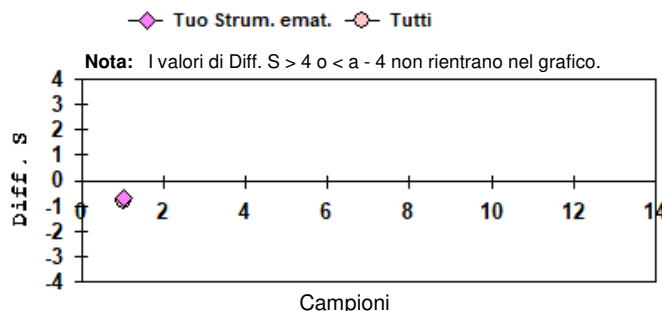 Tuo Strum. emat. Tutti
Nota: I valori di Diff. S > 4 o < a - 4 non rientrano nel grafico.
4
3
2
1
0
-1
-2
-3
-4
Diff. S
0 2 4 6 8 10 12 14
Campioni